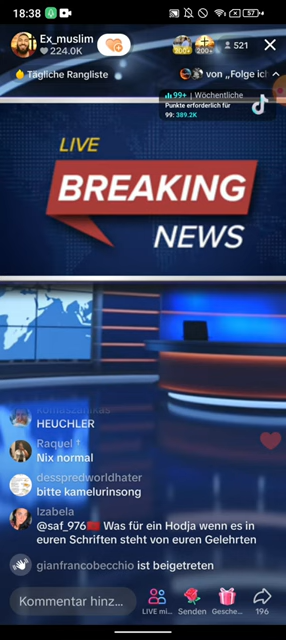 18:38
57
Ex_muslim
224.0K
200+
200+
521
Tägliche Rangliste
von „Folge ich
99+ | Wöchentliche
Punkte erforderlich für
99: 389.2K
LIVE
BREAKING
NEWS
HEUCHLER
Raquel
Nix normal
desspredworldhater
bitte kamelurinsong
Izabela
@saf_976🇲🇦 Was für ein Hodja wenn es in
euren Schriften steht von euren Gelehrten
gianfrancobecchio ist beigetreten
Kommentar hinz...
LIVE mi...
Senden
Gesche...
196